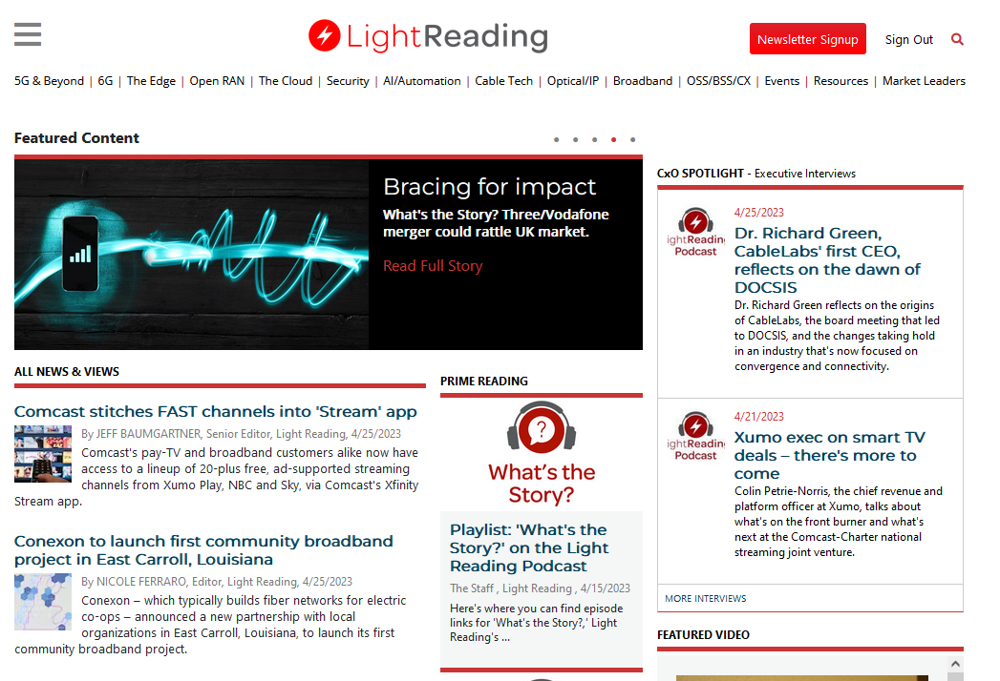 LightReading
Newsletter Signup
Sign Out
5G & Beyond | 6G | The Edge | Open RAN | The Cloud | Security | AI/Automation | Cable Tech | Optical/IP | Broadband | OSS/BSS/CX | Events | Resources | Market Leaders
Featured Content
Bracing for impact
What's the Story? Three/Vodafone
merger could rattle UK market.
Read Full Story
ALL NEWS & VIEWS
Comcast stitches FAST channels into 'Stream' app
By JEFF BAUMGARTNER, Senior Editor, Light Reading, 4/25/2023
Comcast's pay-TV and broadband customers alike now have
access to a lineup of 20-plus free, ad-supported streaming
channels from Xumo Play, NBC and Sky, via Comcast's Xfinity
Stream app.
Conexon to launch first community broadband
project in East Carroll, Louisiana
By NICOLE FERRARO, Editor, Light Reading, 4/25/2023
Conexon – which typically builds fiber networks for electric
co-ops – announced a new partnership with local
organizations in East Carroll, Louisiana, to launch its first
community broadband project.
PRIME READING
What's the
Story?
Playlist: 'What's the
Story?' on the Light
Reading Podcast
The Staff , Light Reading , 4/15/2023
Here's where you can find episode
links for 'What's the Story?,' Light
Reading's ...
CxO SPOTLIGHT - Executive Interviews
ightReadin
Podcast
4/25/2023
Dr. Richard Green,
CableLabs' first CEO,
reflects on the dawn of
DOCSIS
Dr. Richard Green reflects on the origins
of CableLabs, the board meeting that led
to DOCSIS, and the changes taking hold
in an industry that's now focused on
convergence and connectivity.
ightReadin
Podcast
4/21/2023
Xumo exec on smart TV
deals – there's more to
come
Colin Petrie-Norris, the chief revenue and
platform officer at Xumo, talks about
what's on the front burner and what's
next at the Comcast-Charter national
streaming joint venture.
MORE INTERVIEWS
FEATURED VIDEO